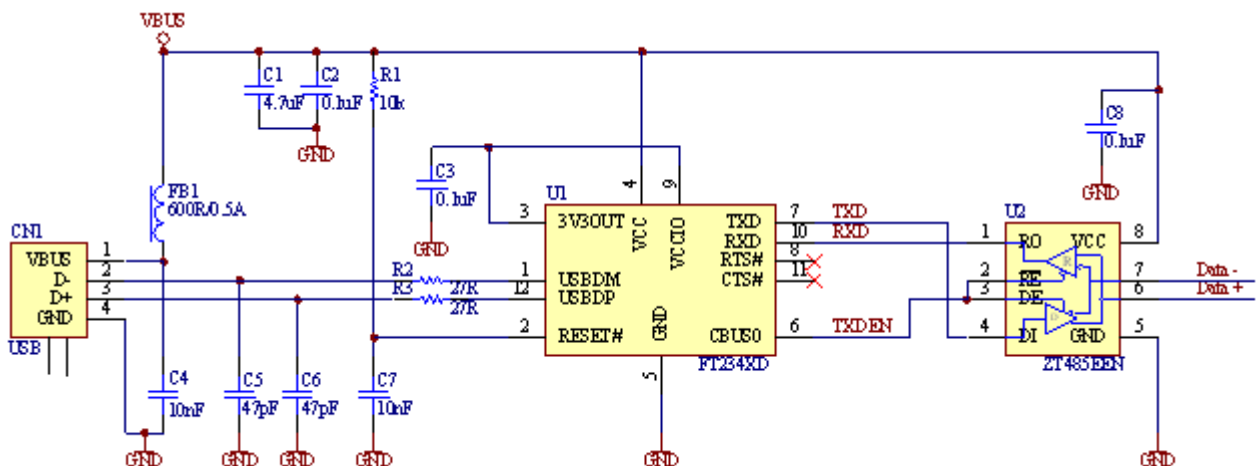 VBUS
C1
4.7uF
C2
0.1uF
R1
10k
GND
C8
0.1uF
GND
FB1
600R/0.5A
C3
0.1uF
GND
4
9
U1
3
3V3OUT
VCC
VCCIO
TXD
7
TXD
RXD
10
RXD
RTS#
8
CTS#
11
U2
1
RO
VCC
8
CN1
VBUS
1
D-
2
D+
3
GND
4
USB
R2
27R
R3
27R
1
USBDM
12
USBDP
2
RESET#
GND
CBUS0
6
TXDEN
5
FT234XD
2
RE
7
Data -
3
DE
6
Data +
4
DI
GND
5
R
D
ZT485EEN
C4
10nF
C5
47pF
C6
47pF
C7
10nF
GND
GND
GND
GND
GND
GND